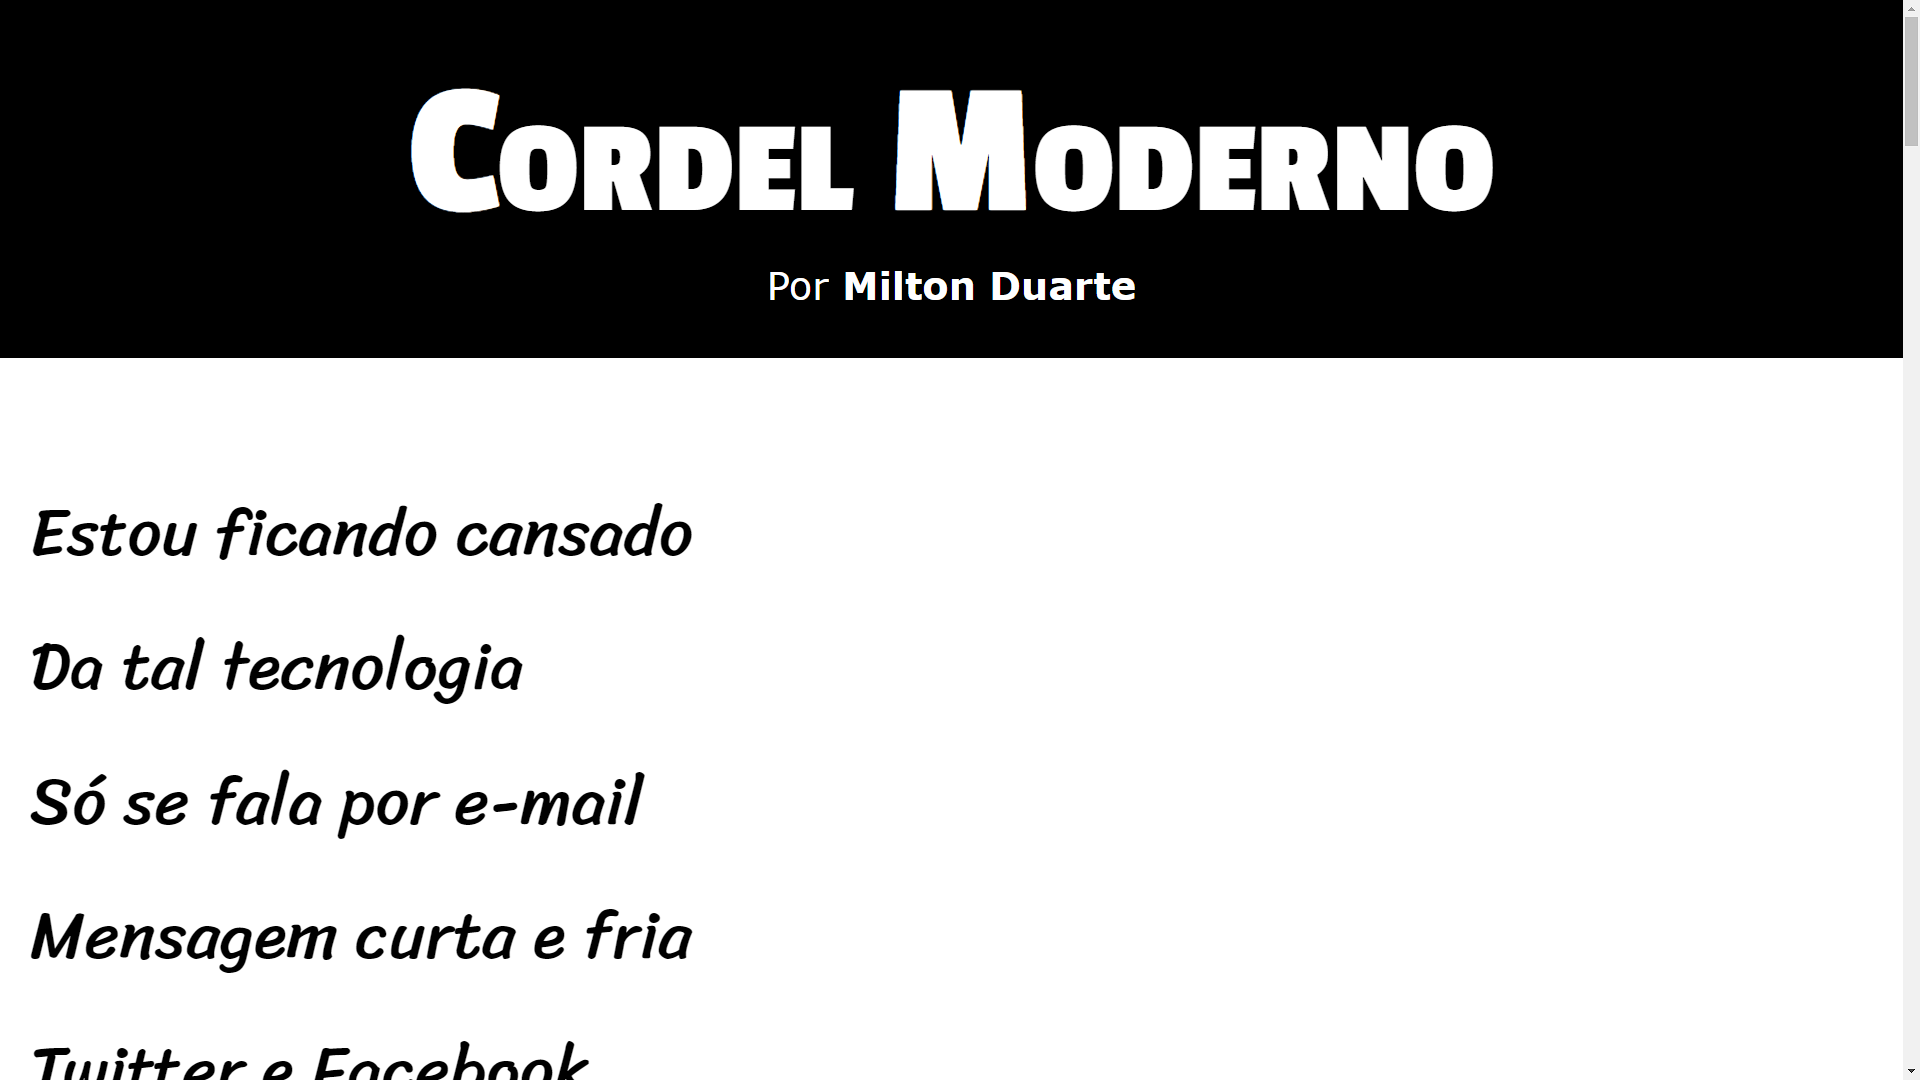 Cordel Moderno
Por Milton Duarte
Estou ficando cansado
Da tal tecnologia
Só se fala por e-mail
Mensagem curta e fria
Twitter e Facebook